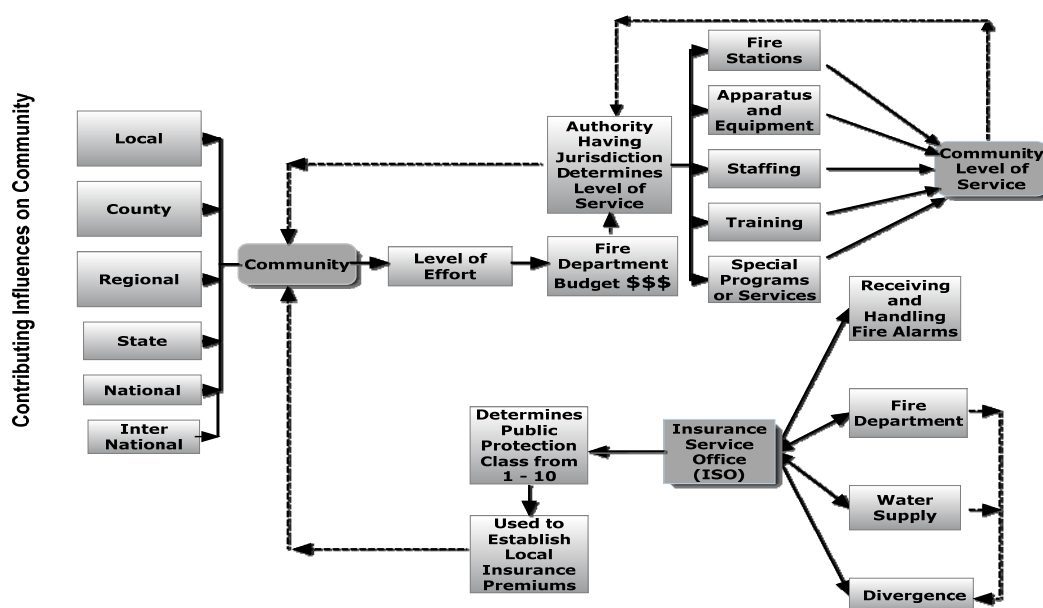 Contributing Influences on Community
Local
County
Regional
State
National
Inter
National
Community
Level of
Effort
Fire
Department
Budget $$$
Authority
Having
Jurisdiction
Determines
Level of
Service
Fire
Stations
Apparatus
and
Equipment
Staffing
Training
Special
Programs
or Services
Community
Level of
Service
Receiving
and
Handling
Fire Alarms
Fire
Department
Water
Supply
Divergence
Insurance
Service
Office
(ISO)
Determines
Public
Protection
Class from
1 - 10
Used to
Establish
Local
Insurance
Premiums